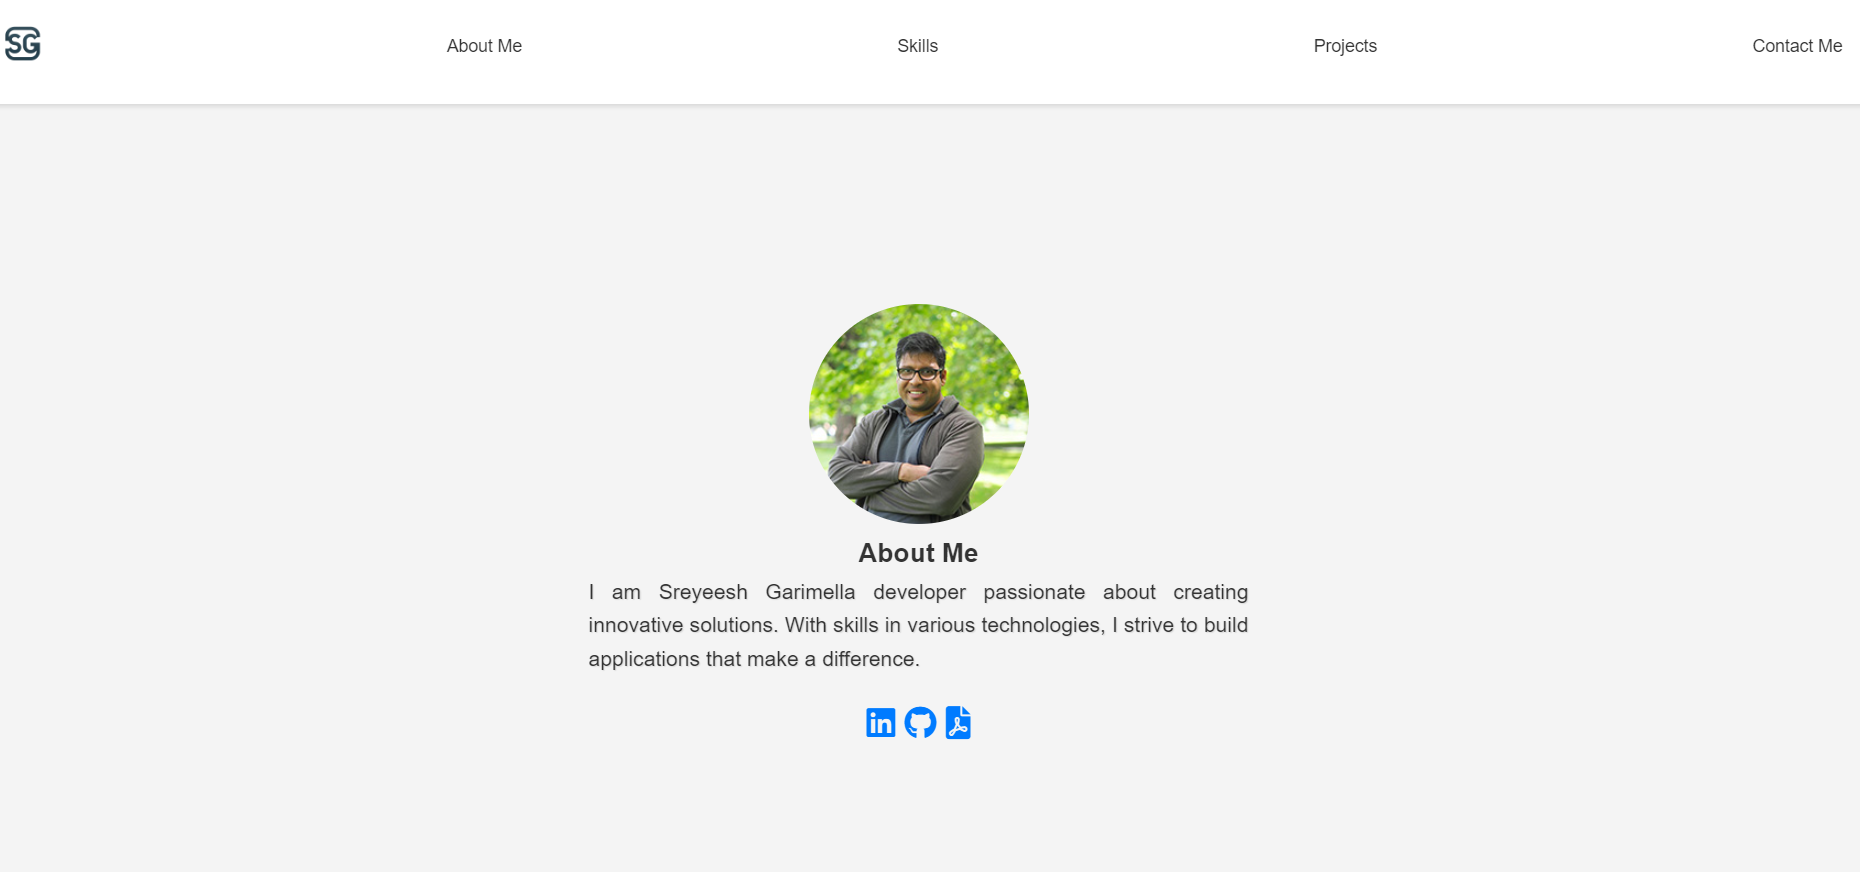 SG
About Me
Skills
Projects
Contact Me
About Me
I am Sreyeesh Garimella developer passionate about creating
innovative solutions. With skills in various technologies, I strive to build
applications that make a difference.
in